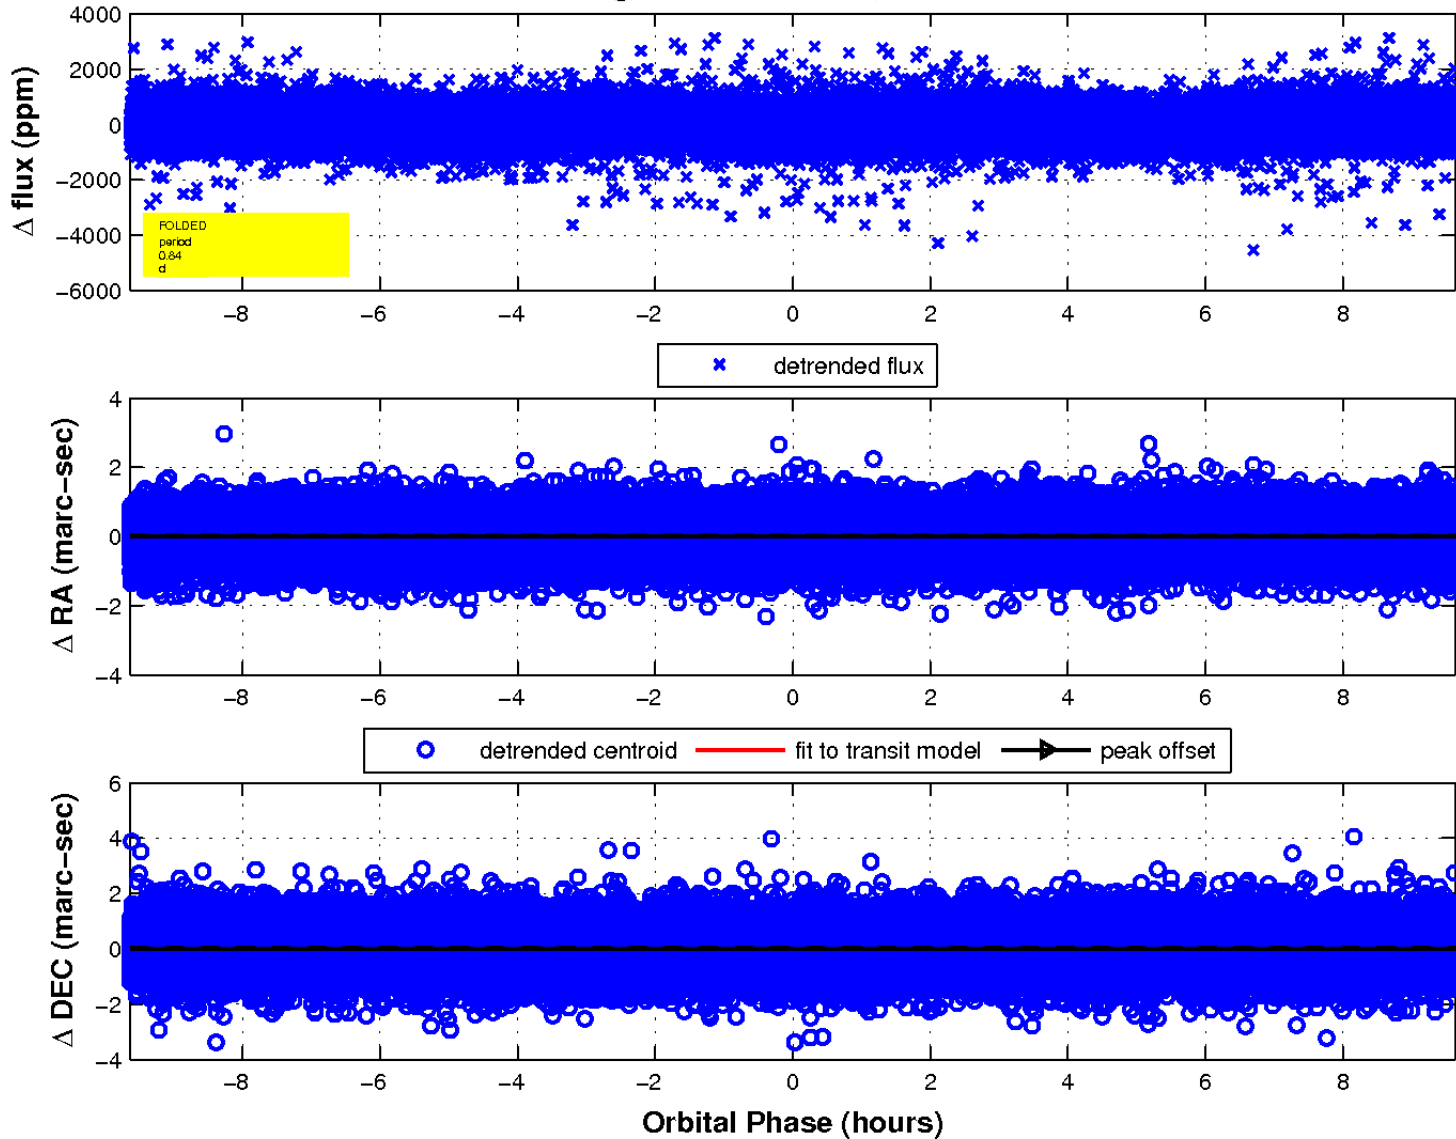 4000
2000
0
−2000
−4000
−6000
Δ flux (ppm)
FOLDED
period
0.84
d
−8 −6 −4 −2 0 2 4 6 8
detrended flux
4
2
0
−2
−4
Δ RA (marc−sec)
−8 −6 −4 −2 0 2 4 6 8
detrended centroid fit to transit model peak offset
6
4
2
0
−2
−4
Δ DEC (marc−sec)
−8 −6 −4 −2 0 2 4 6 8
Orbital Phase (hours)